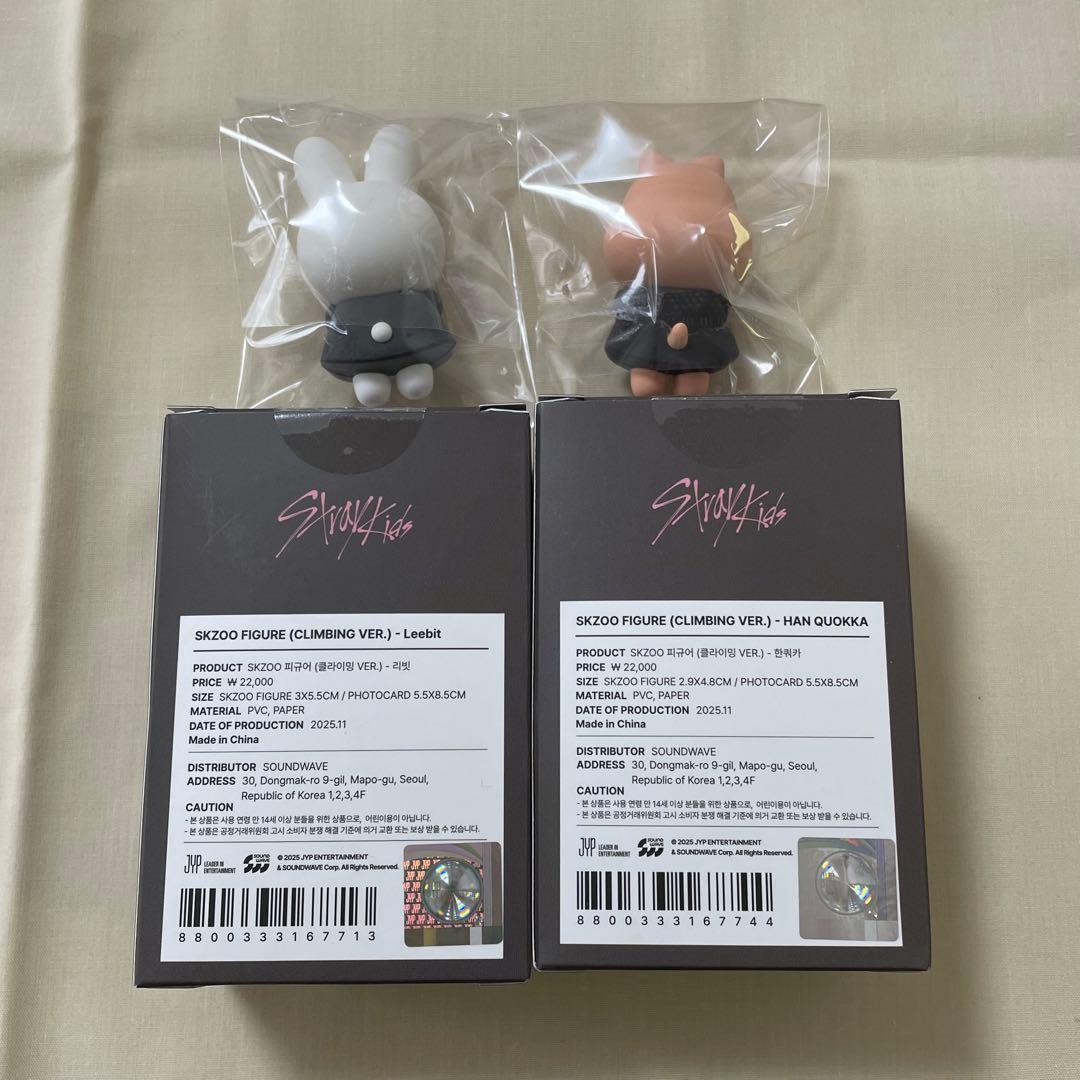 Stray Kids
SKZOO FIGURE (CLIMBING VER.) - Leebit
PRODUCT SKZOO 피규어 (클라이밍 VER.) - 리빗
PRICE ₩ 22,000
SIZE SKZOO FIGURE 3X5.5CM / PHOTOCARD 5.5X8.5CM
MATERIAL PVC, PAPER
DATE OF PRODUCTION 2025.11
Made in China
DISTRIBUTOR SOUNDWAVE
ADDRESS 30, Dongmak-ro 9-gil, Mapo-gu, Seoul,
Republic of Korea 1,2,3,4F
CAUTION
- 본 상품은 사용 연령 만 14세 이상 분들을 위한 상품으로, 어린이용이 아닙니다.
- 본 상품은 공정거래위원회 고시 소비자 분쟁 해결 기준에 의거 교환 또는 보상 받을 수 있습니다.
JYP LEADER IN
ENTERTAINMENT
SOUND
WAVE
© 2025 JYP ENTERTAINMENT
& SOUNDWAVE Corp. All Rights Reserved.
8800333167713
Stray Kids
SKZOO FIGURE (CLIMBING VER.) - HAN QUOKKA
PRODUCT SKZOO 피규어 (클라이밍 VER.) - 한쿼카
PRICE ₩ 22,000
SIZE SKZOO FIGURE 2.9X4.8CM / PHOTOCARD 5.5X8.5CM
MATERIAL PVC, PAPER
DATE OF PRODUCTION 2025.11
Made in China
DISTRIBUTOR SOUNDWAVE
ADDRESS 30, Dongmak-ro 9-gil, Mapo-gu, Seoul,
Republic of Korea 1,2,3,4F
CAUTION
- 본 상품은 사용 연령 만 14세 이상 분들을 위한 상품으로, 어린이용이 아닙니다.
- 본 상품은 공정거래위원회 고시 소비자 분쟁 해결 기준에 의거 교환 또는 보상 받을 수 있습니다.
JYP LEADER IN
ENTERTAINMENT
SOUND
WAVE
© 2025 JYP ENTERTAINMENT
& SOUNDWAVE Corp. All Rights Reserved.
8800333167744